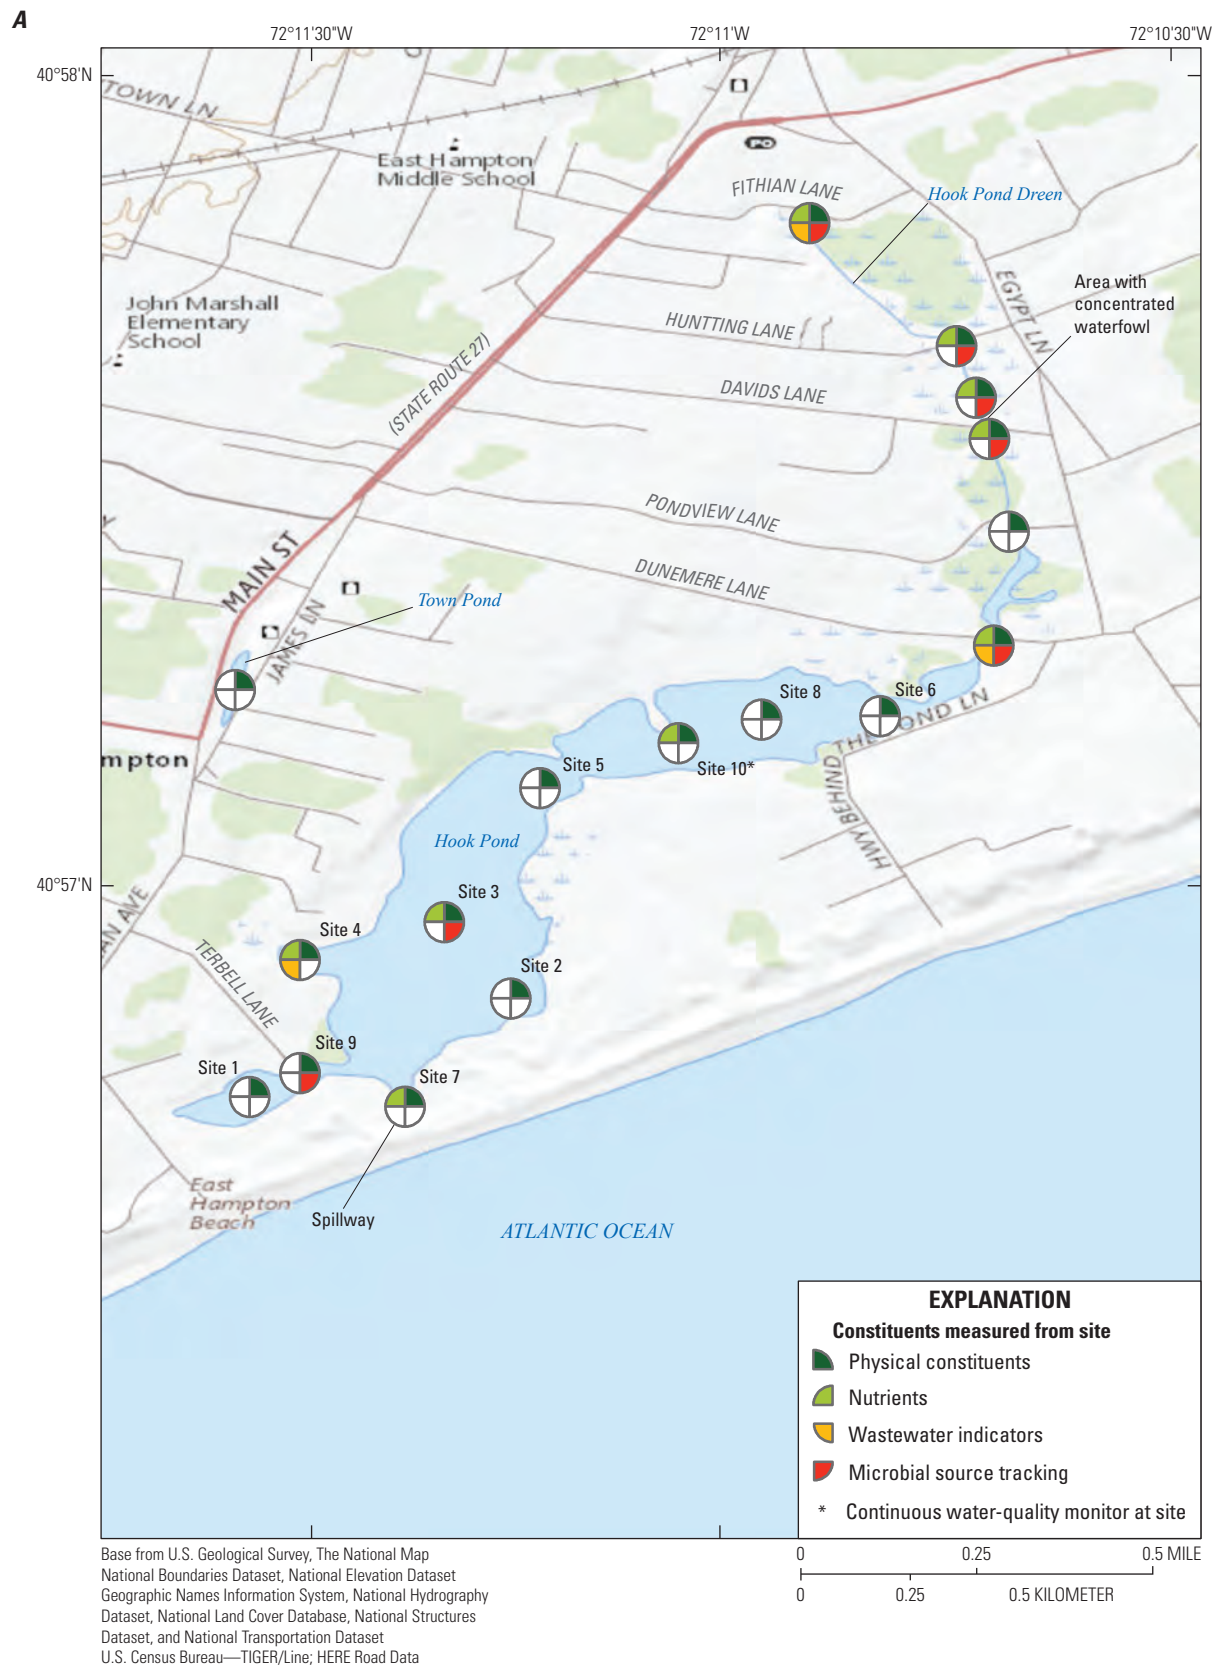 A
72°11'30"W
72°11'W
72°10'30"W
40°58'N
TOWN LN
East Hampton
Middle School
PO
FITHIAN LANE
Hook Pond Dreen
John Marshall
Elementary
School
EGYPT LN
Area with
concentrated
waterfowl
HUNTTING LANE
(STATE ROUTE 27)
DAVIDS LANE
PONDVIEW LANE
MAIN ST
DUNEMERE LANE
Town Pond
JAMES LN
Site 8
Site 6
HWY BEHIND THE POND LN
mpton
Site 5
Site 10*
Hook Pond
40°57'N
Site 3
Site 4
AN AVE
TERBELL LANE
Site 2
Site 9
Site 1
Site 7
East
Hampton
Beach
Spillway
ATLANTIC OCEAN
EXPLANATION
Constituents measured from site
Physical constituents
Nutrients
Wastewater indicators
Microbial source tracking
* Continuous water-quality monitor at site
Base from U.S. Geological Survey, The National Map
National Boundaries Dataset, National Elevation Dataset
Geographic Names Information System, National Hydrography
Dataset, National Land Cover Database, National Structures
Dataset, and National Transportation Dataset
U.S. Census Bureau—TIGER/Line; HERE Road Data
0 0.25 0.5 MILE
0 0.25 0.5 KILOMETER